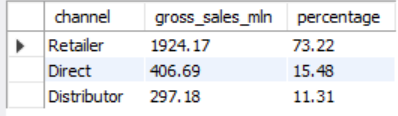 channel gross_sales_mln percentage
Retailer 1924.17 73.22
Direct 406.69 15.48
Distributor 297.18 11.31